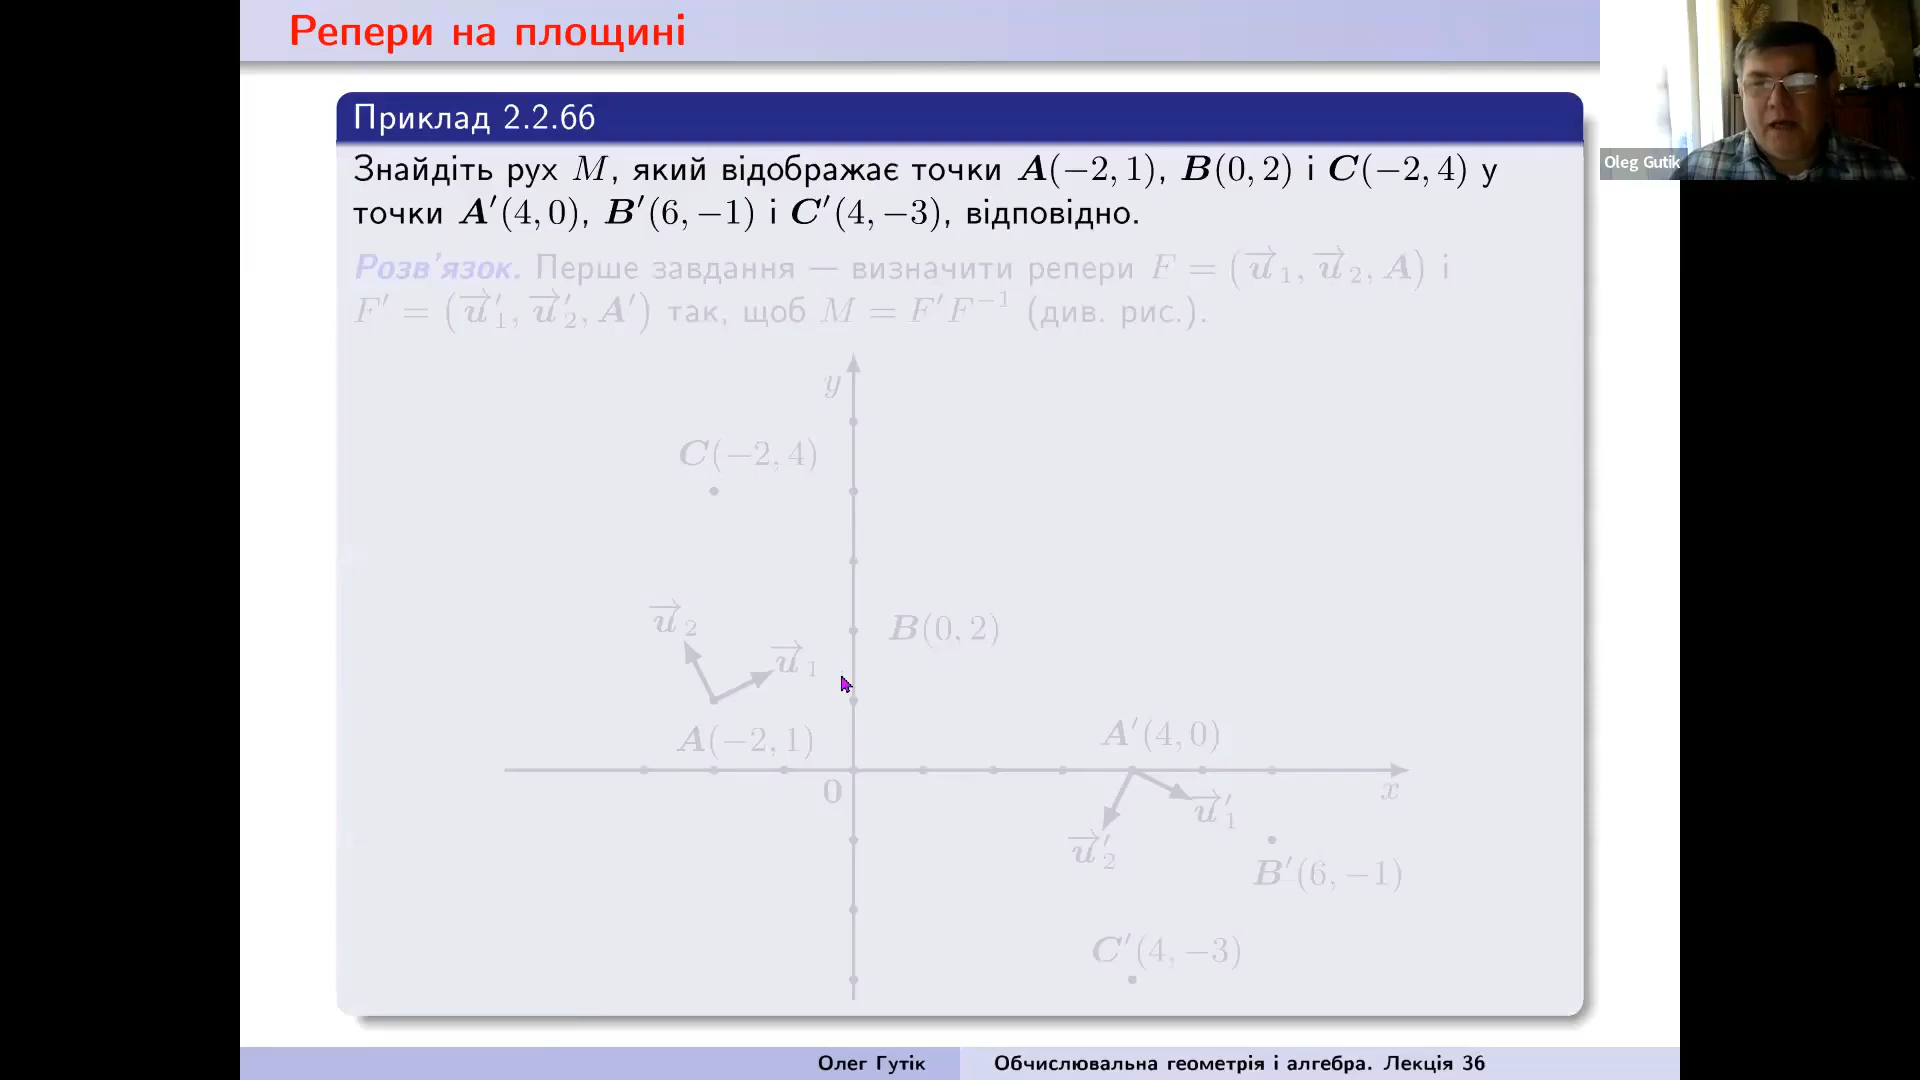 Репери на площині
Приклад 2.2.66
Знайдіть рух M, який відображає точки A(−2, 1), B(0, 2) і C(−2, 4) у
точки A′(4, 0), B′(6, −1) і C′(4, −3), відповідно.
Розв'язок. Перше завдання — визначити репери F = (u⃗₁, u⃗₂, A) і
F′ = (u⃗′₁, u⃗′₂, A′) так, щоб M = F′F⁻¹ (див. рис.).
y
C(−2, 4)
u⃗₂
B(0, 2)
u⃗₁
A(−2, 1)
A′(4, 0)
0
x
u⃗′₁
u⃗′₂
B′(6, −1)
C′(4, −3)
Олег Гутік
Обчислювальна геометрія і алгебра. Лекція 36
Oleg Gutik